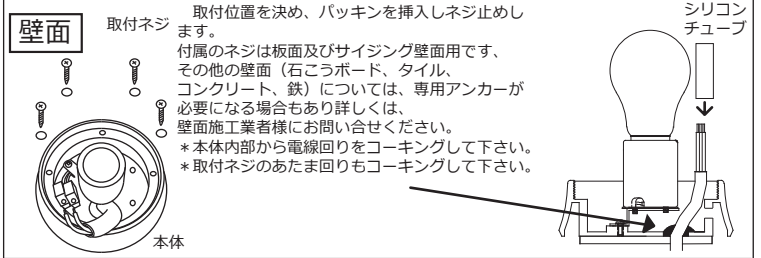 壁面
取付ネジ
取付位置を決め、パッキンを挿入しネジ止めし
ます。
付属のネジは板面及びサイジング壁面用です、
その他の壁面（石こうボード、タイル、
コンクリート、鉄）については、専用アンカーが
必要になる場合もあり詳しくは、
壁面施工業者様にお問い合せください。
＊本体内部から電線回りをコーキングして下さい。
＊取付ネジのあたま回りもコーキングして下さい。
本体
シリコン
チューブ